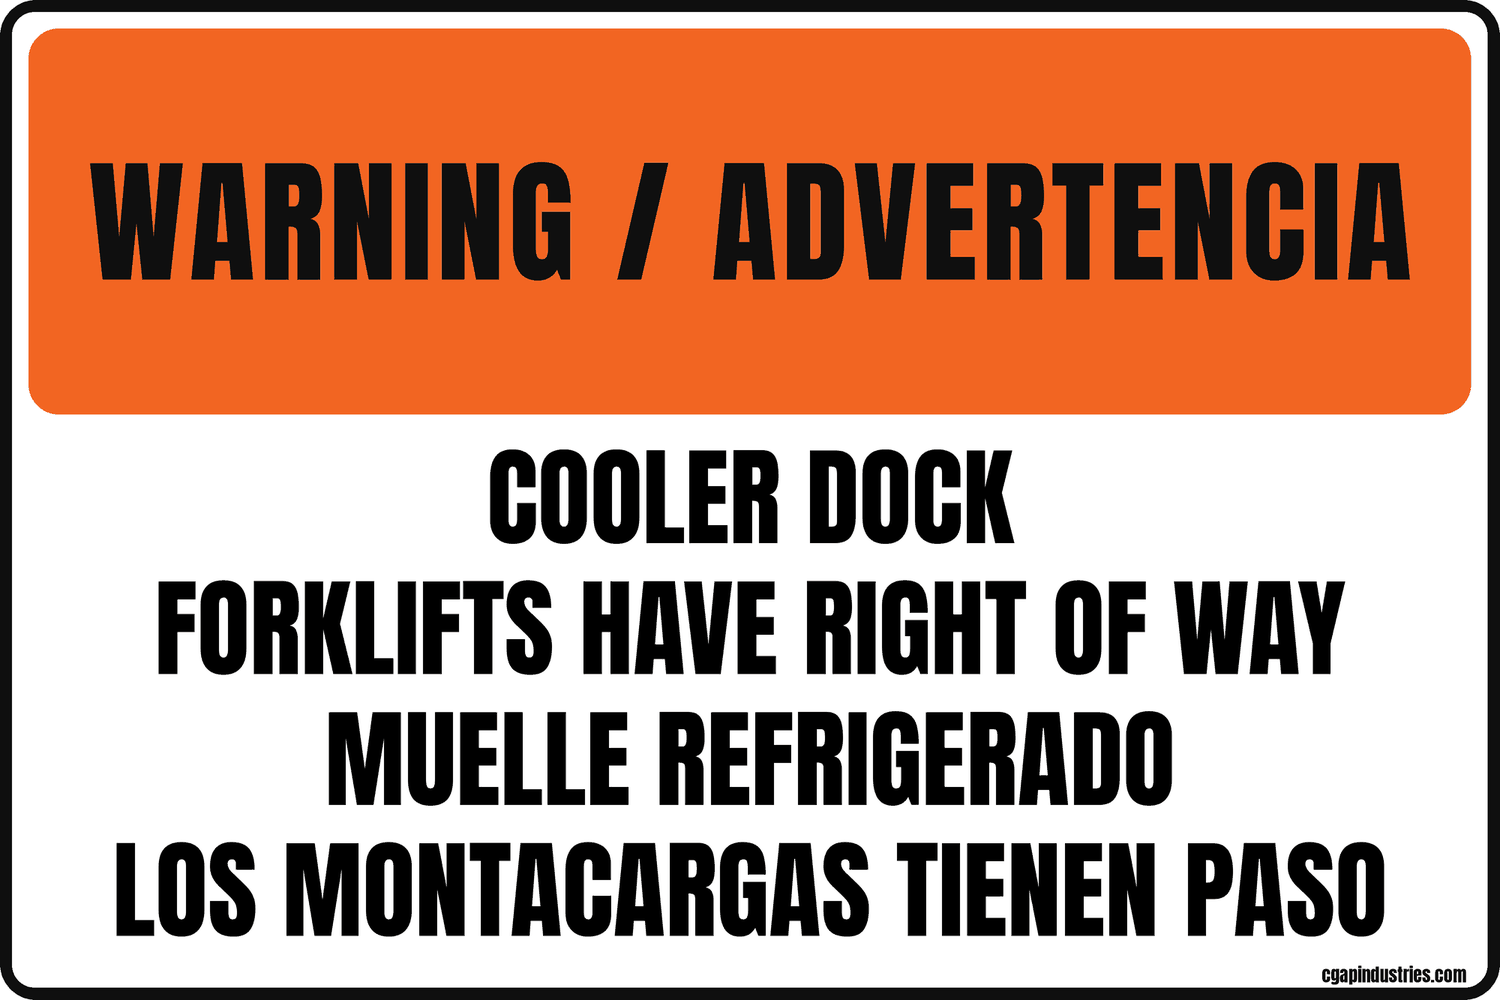 WARNING / ADVERTENCIA
COOLER DOCK
FORKLIFTS HAVE RIGHT OF WAY
MUELLE REFRIGERADO
LOS MONTACARGAS TIENEN PASO
cgapindustries.com